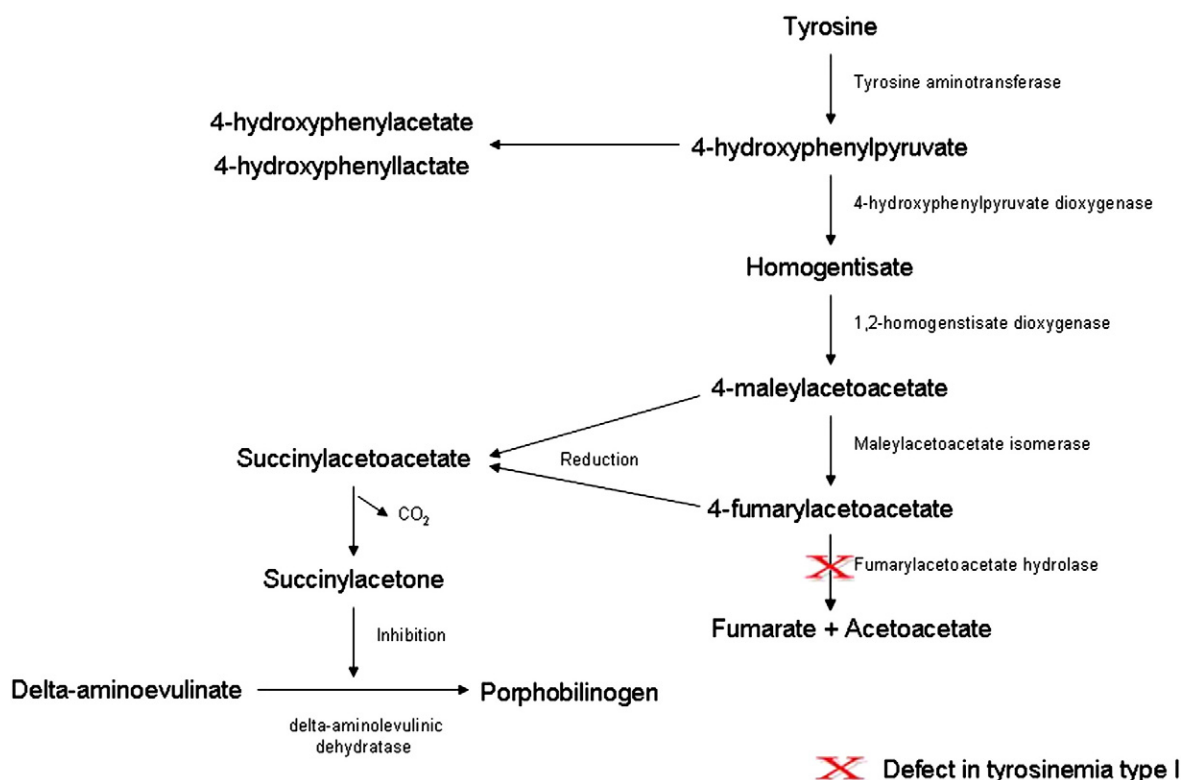 Tyrosine
Tyrosine aminotransferase
4-hydroxyphenylacetate
4-hydroxyphenyllactate
4-hydroxyphenylpyruvate
4-hydroxyphenylpyruvate dioxygenase
Homogentisate
1,2-homogenstisate dioxygenase
4-maleylacetoacetate
Maleylacetoacetate isomerase
Succinylacetoacetate
Reduction
4-fumarylacetoacetate
CO₂
Fumarylacetoacetate hydrolase
Succinylacetone
Fumarate + Acetoacetate
Inhibition
Delta-aminoevulinate
Porphobilinogen
delta-aminolevulinic
dehydratase
X Defect in tyrosinemia type I